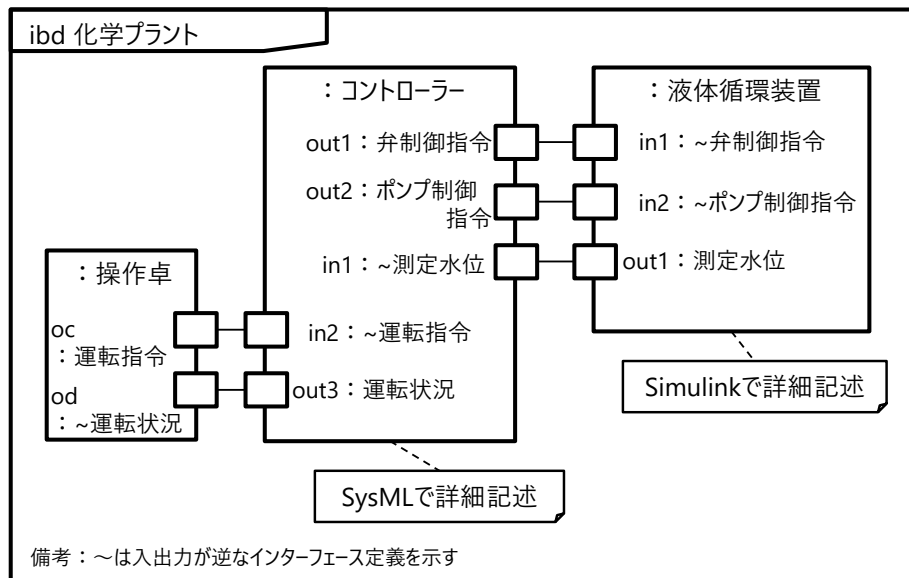 ibd 化学プラント
：コントローラー
out1：弁制御指令
out2：ポンプ制御
指令
in1：~測定水位
in2：~運転指令
out3：運転状況
：液体循環装置
in1：~弁制御指令
in2：~ポンプ制御指令
out1：測定水位
：操作卓
oc
：運転指令
od
：~運転状況
Simulinkで詳細記述
SysMLで詳細記述
備考：～は入出力が逆なインターフェース定義を示す